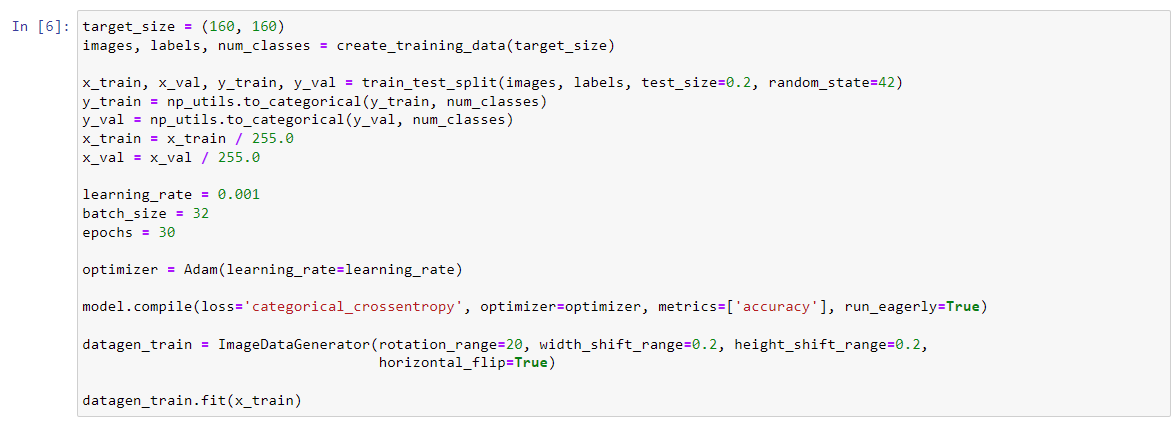 In [6]: target_size = (160, 160)
images, labels, num_classes = create_training_data(target_size)
x_train, x_val, y_train, y_val = train_test_split(images, labels, test_size=0.2, random_state=42)
y_train = np_utils.to_categorical(y_train, num_classes)
y_val = np_utils.to_categorical(y_val, num_classes)
x_train = x_train / 255.0
x_val = x_val / 255.0
learning_rate = 0.001
batch_size = 32
epochs = 30
optimizer = Adam(learning_rate=learning_rate)
model.compile(loss='categorical_crossentropy', optimizer=optimizer, metrics=['accuracy'], run_eagerly=True)
datagen_train = ImageDataGenerator(rotation_range=20, width_shift_range=0.2, height_shift_range=0.2,
horizontal_flip=True)
datagen_train.fit(x_train)